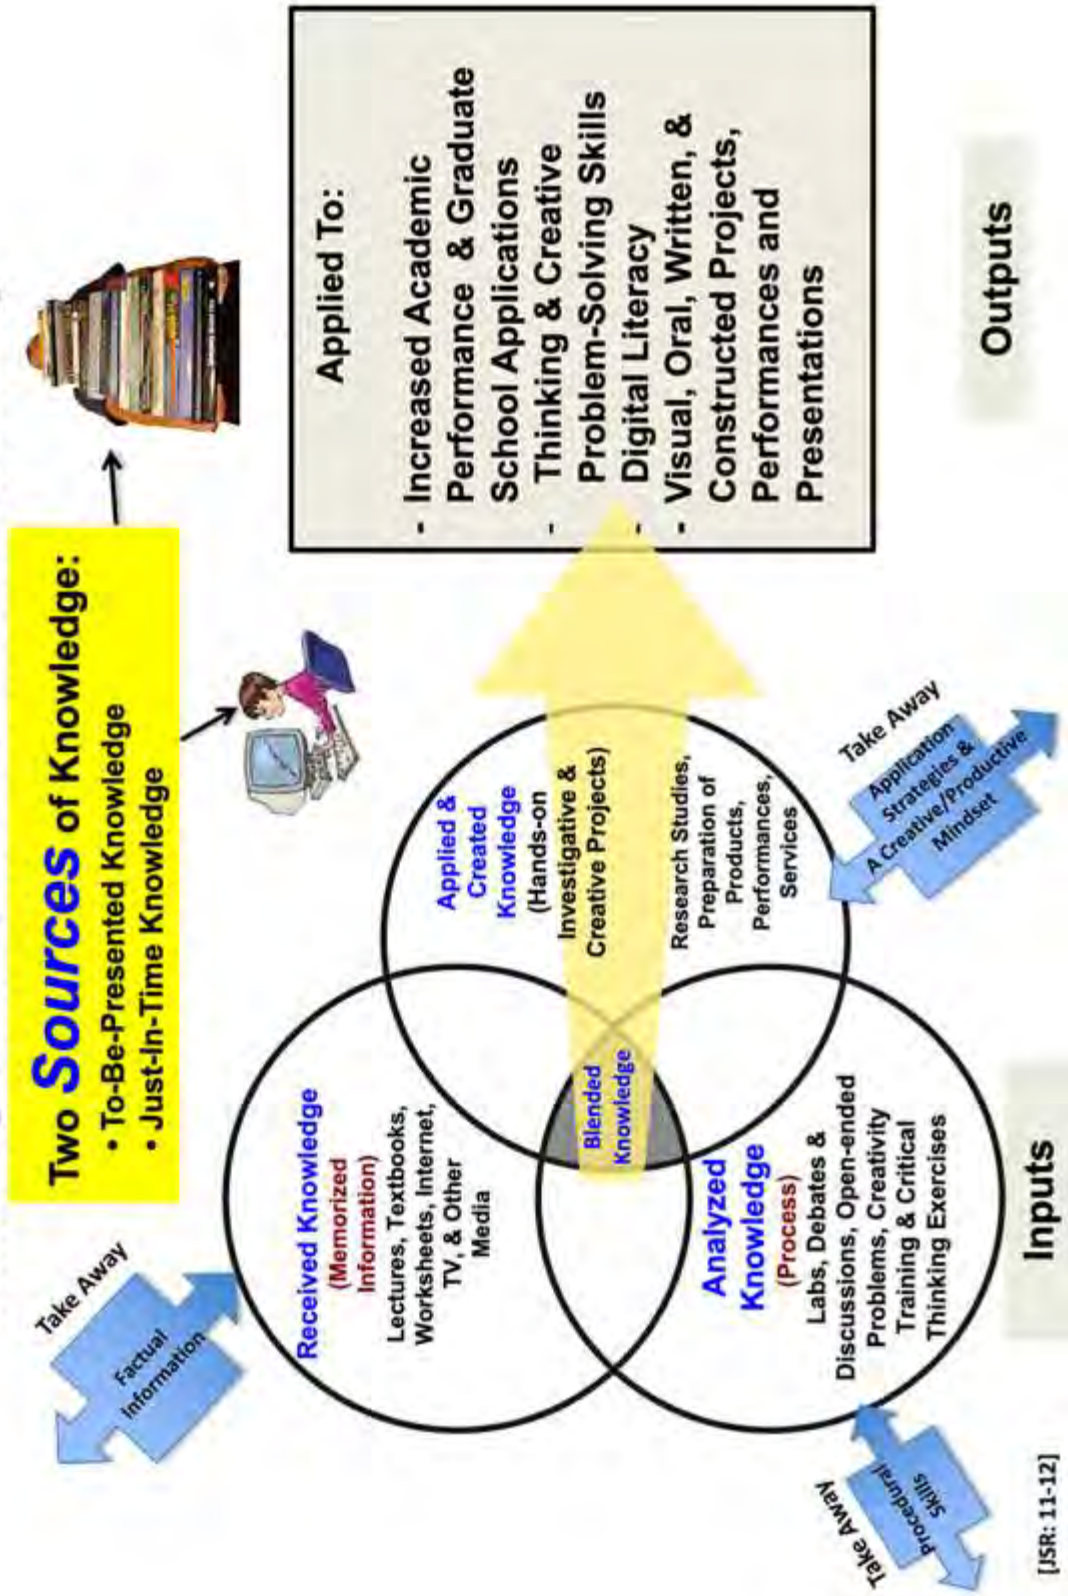 Two Sources of Knowledge:
• To-Be-Presented Knowledge
• Just-In-Time Knowledge
Take Away
Factual
Information
Received Knowledge
(Memorized
Information)
Lectures, Textbooks,
Worksheets, Internet,
TV, & Other
Media
Applied &
Created
Knowledge
(Hands-on
Investigative &
Creative Projects)
Research Studies,
Preparation of
Products,
Performances,
Services
Blended
Knowledge
Analyzed
Knowledge
(Process)
Labs, Debates &
Discussions, Open-ended
Problems, Creativity
Training & Critical
Thinking Exercises
Take Away
Procedural
Skills
Take Away
Application
Strategies &
A Creative/Productive
Mindset
Applied To:
- Increased Academic
Performance & Graduate
School Applications
- Thinking & Creative
Problem-Solving Skills
- Digital Literacy
- Visual, Oral, Written, &
Constructed Projects,
Performances and
Presentations
Inputs
Outputs
[JSR: 11-12]